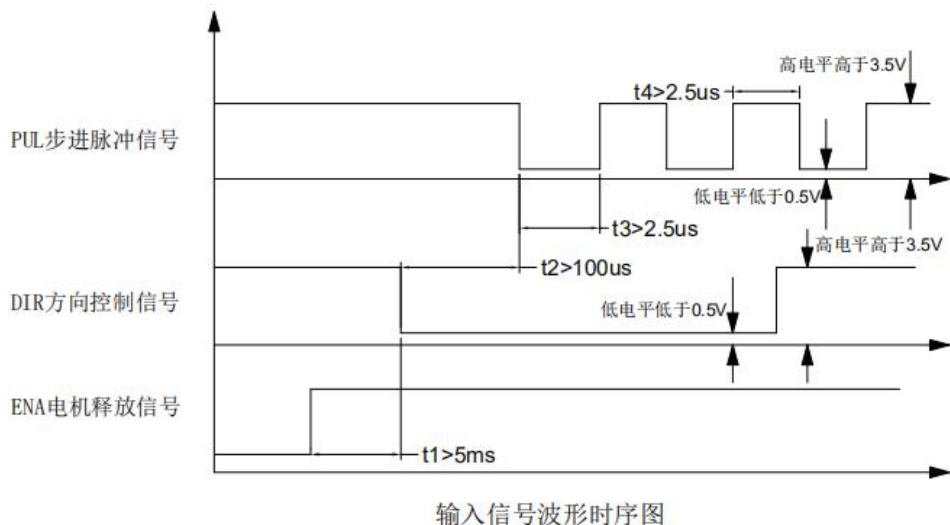 高电平高于3.5V
t4>2.5us
PUL步进脉冲信号
低电平低于0.5V
t3>2.5us
高电平高于3.5V
t2>100us
DIR方向控制信号
低电平低于0.5V
ENA电机释放信号
t1>5ms
输入信号波形时序图